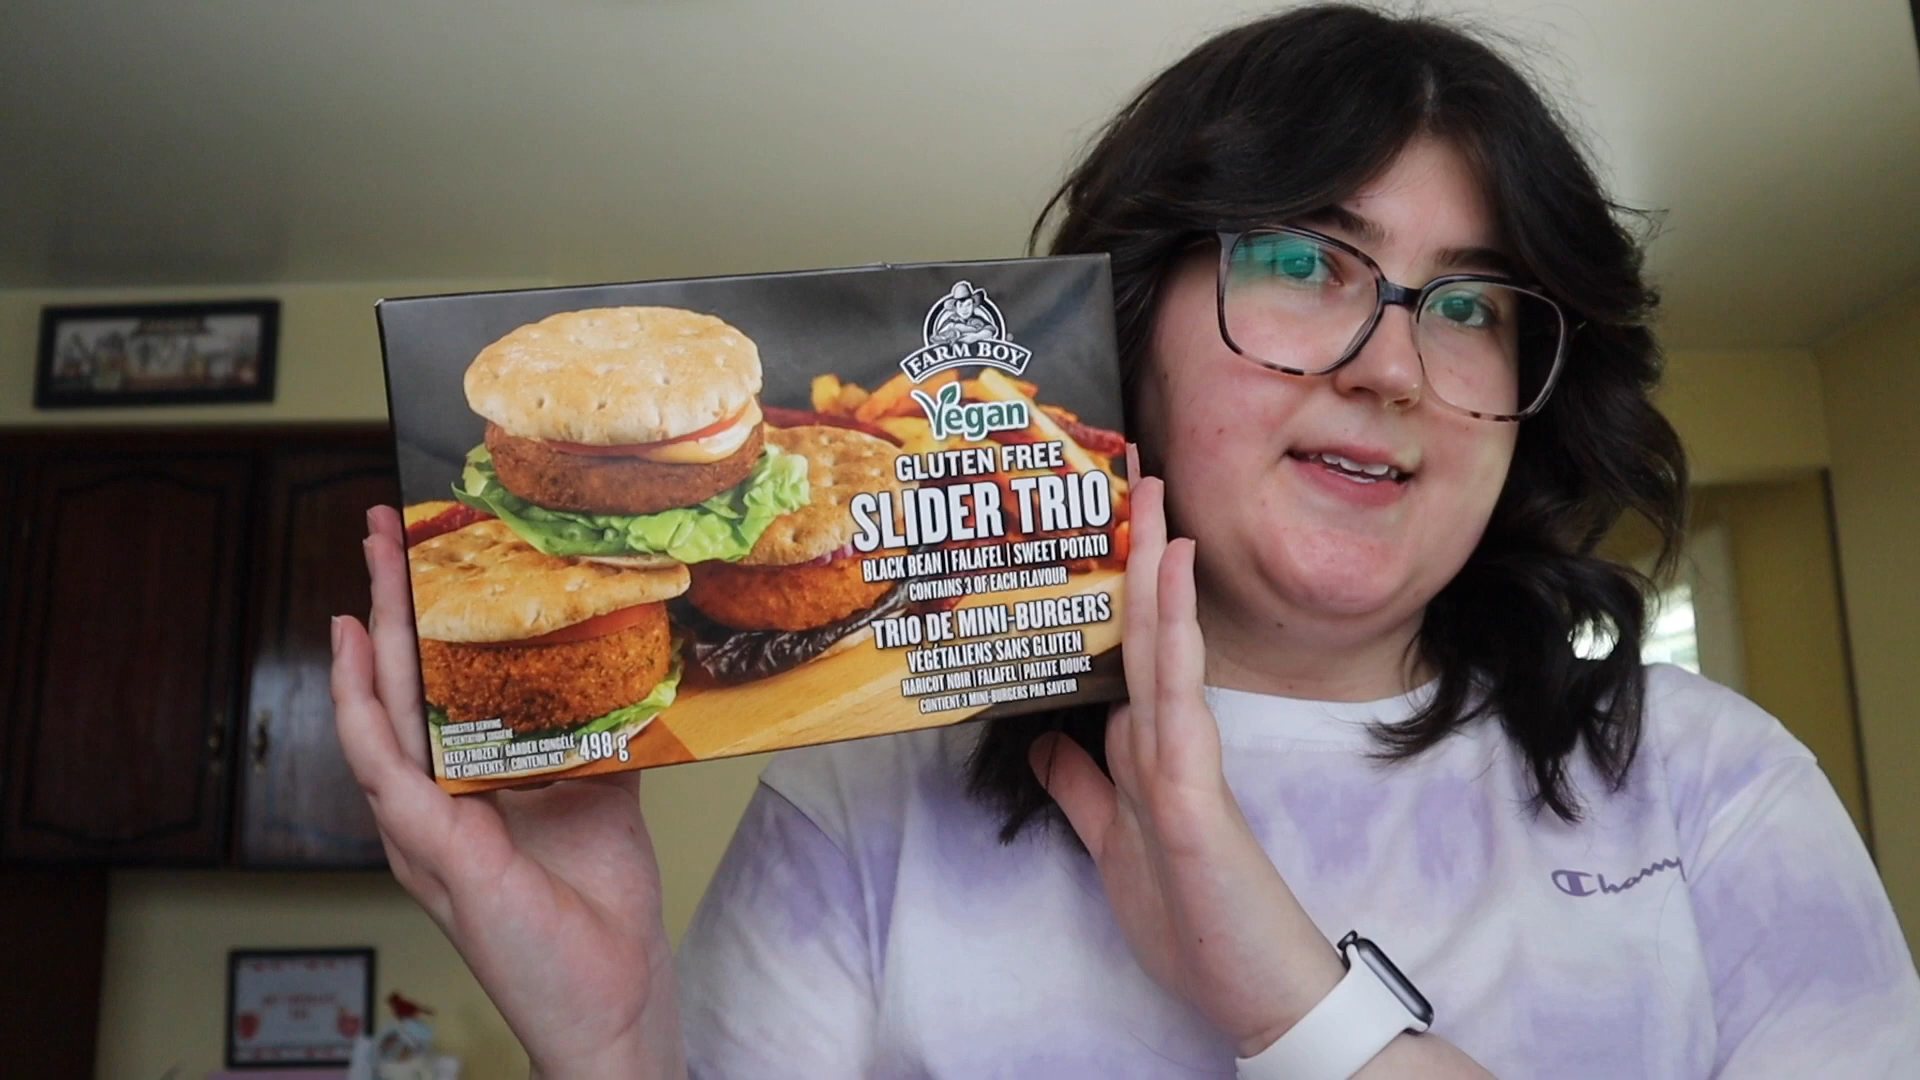 FARM BOY
Vegan
GLUTEN FREE
SLIDER TRIO
BLACK BEAN | FALAFEL | SWEET POTATO
CONTAINS 3 OF EACH FLAVOUR
TRIO DE MINI-BURGERS
VÉGÉTALIENS SANS GLUTEN
HARICOT NOIR | FALAFEL | PATATE DOUCE
CONTIENT 3 MINI-BURGERS PAR SAVEUR
SUGGESTED SERVING
PRÉSENTATION SUGGÉRÉE
KEEP FROZEN / GARDER CONGELÉ
NET CONTENTS / CONTENU NET 498 g
Champ